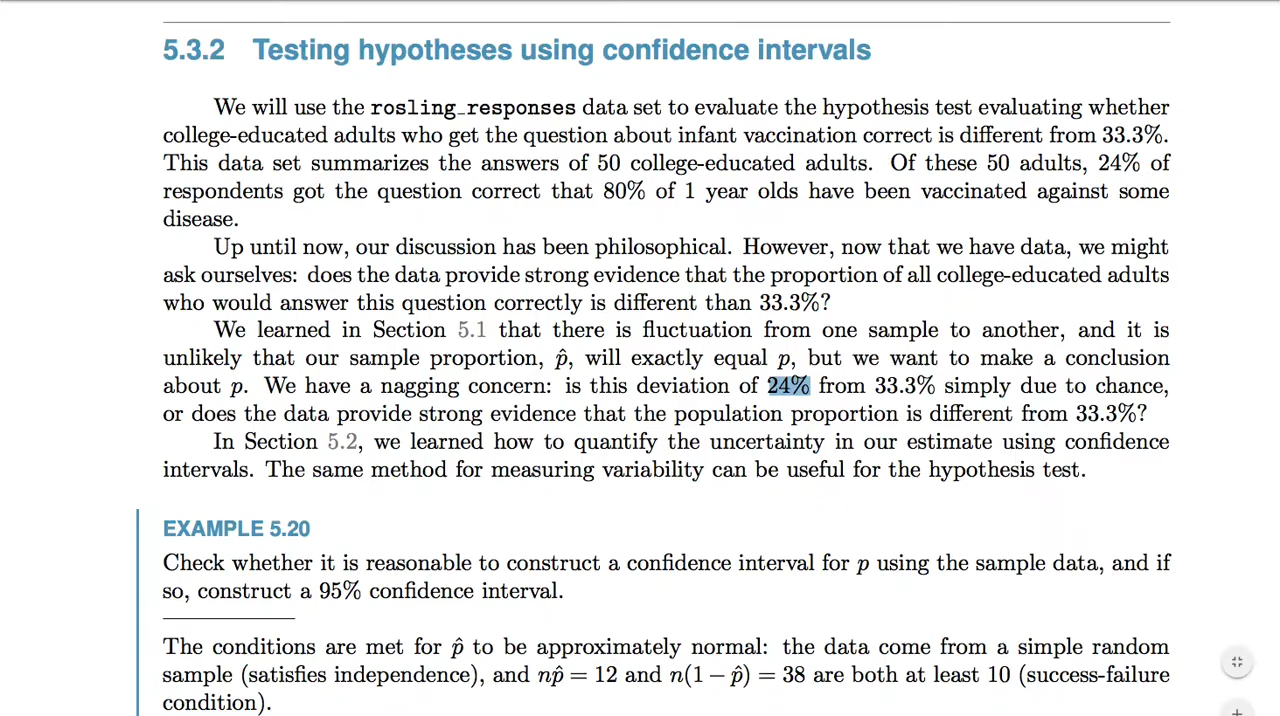 5.3.2 Testing hypotheses using confidence intervals
We will use the rosling_responses data set to evaluate the hypothesis test evaluating whether
college-educated adults who get the question about infant vaccination correct is different from 33.3%.
This data set summarizes the answers of 50 college-educated adults. Of these 50 adults, 24% of
respondents got the question correct that 80% of 1 year olds have been vaccinated against some
disease.
Up until now, our discussion has been philosophical. However, now that we have data, we might
ask ourselves: does the data provide strong evidence that the proportion of all college-educated adults
who would answer this question correctly is different than 33.3%?
We learned in Section 5.1 that there is fluctuation from one sample to another, and it is
unlikely that our sample proportion, p̂, will exactly equal p, but we want to make a conclusion
about p. We have a nagging concern: is this deviation of 24% from 33.3% simply due to chance,
or does the data provide strong evidence that the population proportion is different from 33.3%?
In Section 5.2, we learned how to quantify the uncertainty in our estimate using confidence
intervals. The same method for measuring variability can be useful for the hypothesis test.
EXAMPLE 5.20
Check whether it is reasonable to construct a confidence interval for p using the sample data, and if
so, construct a 95% confidence interval.
The conditions are met for p̂ to be approximately normal: the data come from a simple random
sample (satisfies independence), and np̂ = 12 and n(1 − p̂) = 38 are both at least 10 (success-failure
condition).